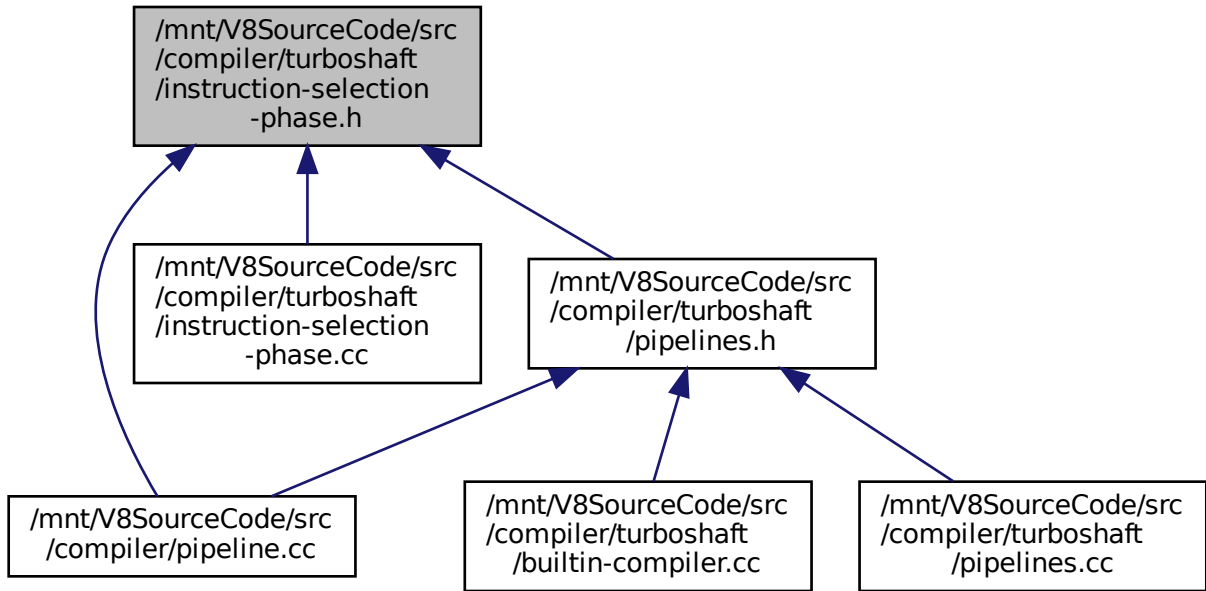 /mnt/V8SourceCode/src
/compiler/turboshaft
/instruction-selection
-phase.h
/mnt/V8SourceCode/src
/compiler/turboshaft
/instruction-selection
-phase.cc
/mnt/V8SourceCode/src
/compiler/turboshaft
/pipelines.h
/mnt/V8SourceCode/src
/compiler/pipeline.cc
/mnt/V8SourceCode/src
/compiler/turboshaft
/builtin-compiler.cc
/mnt/V8SourceCode/src
/compiler/turboshaft
/pipelines.cc